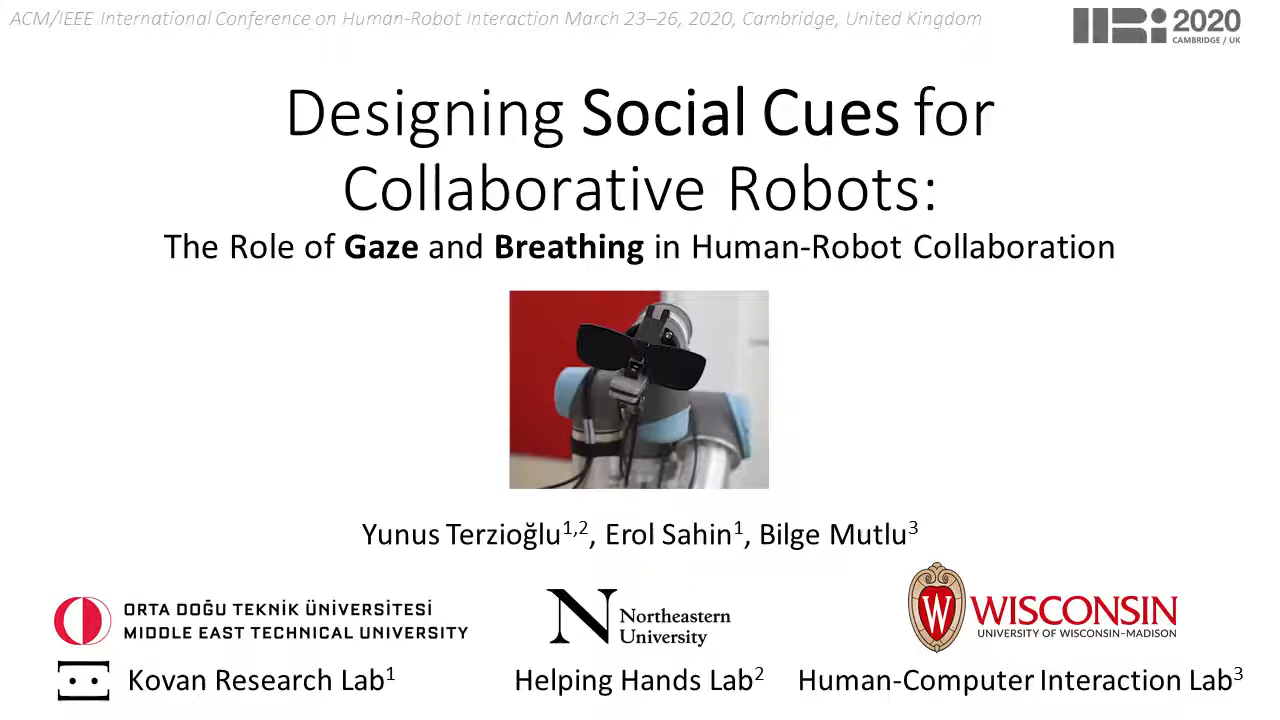 ACM/IEEE International Conference on Human-Robot Interaction March 23–26, 2020, Cambridge, United Kingdom
HRi 2020
CAMBRIDGE / UK
Designing Social Cues for
Collaborative Robots:
The Role of Gaze and Breathing in Human-Robot Collaboration
Yunus Terzioğlu1,2, Erol Sahin1, Bilge Mutlu3
ORTA DOĞU TEKNİK ÜNİVERSİTESİ
MIDDLE EAST TECHNICAL UNIVERSITY
N Northeastern
University
W WISCONSIN
UNIVERSITY OF WISCONSIN–MADISON
Kovan Research Lab1
Helping Hands Lab2
Human-Computer Interaction Lab3